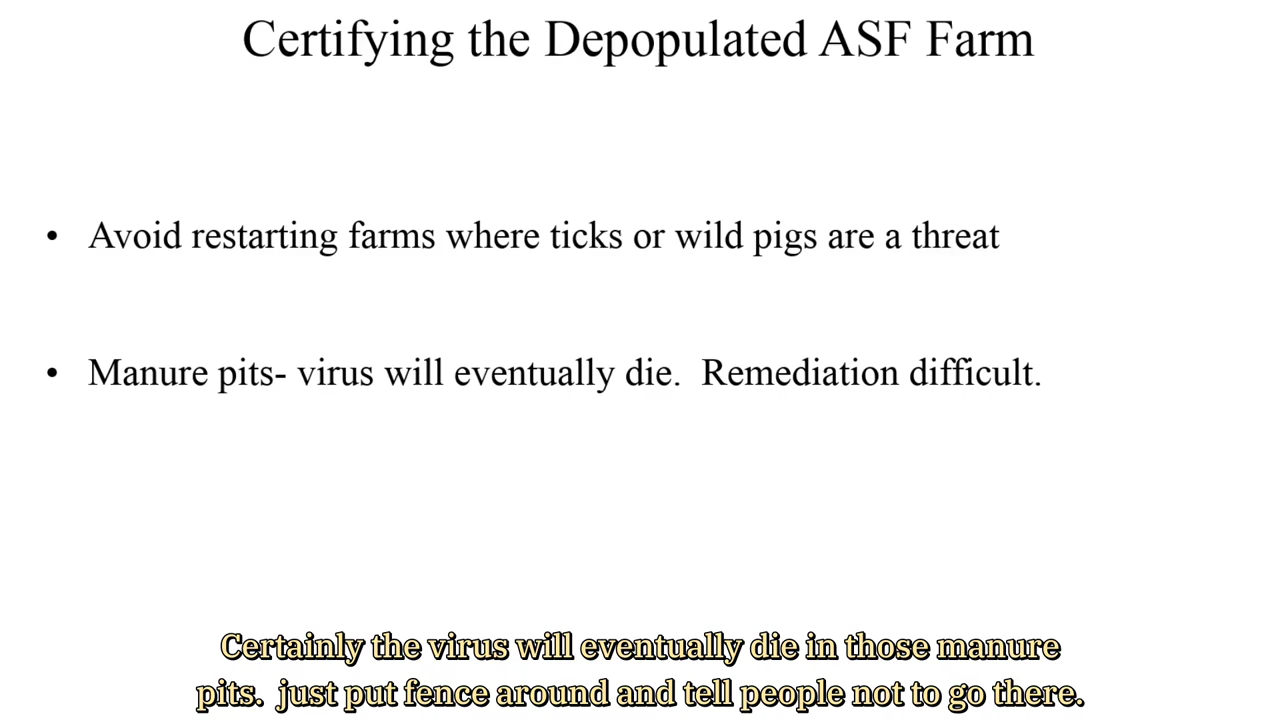 Certifying the Depopulated ASF Farm
• Avoid restarting farms where ticks or wild pigs are a threat
• Manure pits- virus will eventually die.  Remediation difficult.
Certainly the virus will eventually die in those manure
pits.  just put fence around and tell people not to go there.